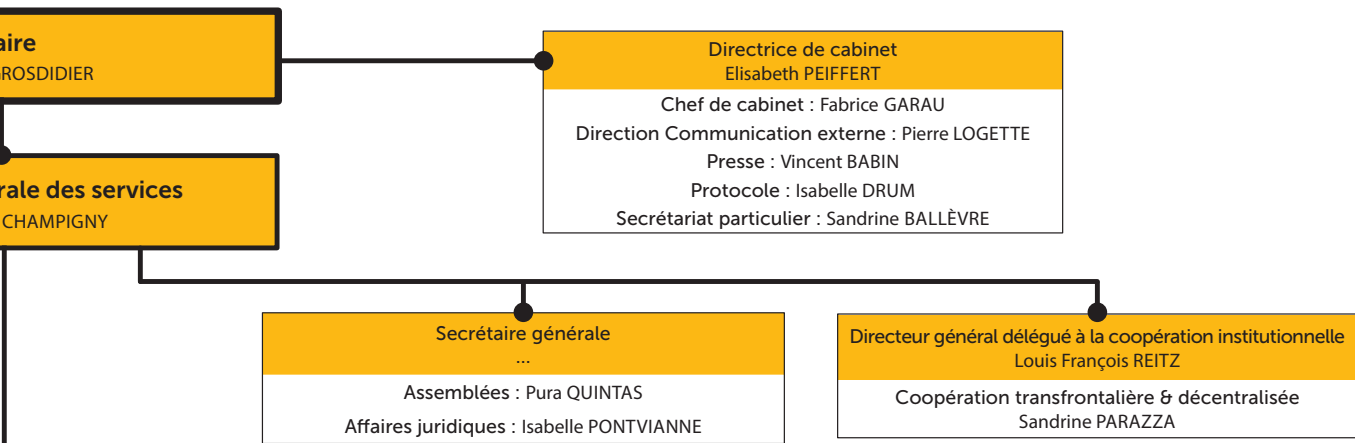 aire
ROSDIDIER
Directrice de cabinet
Elisabeth PEIFFERT
Chef de cabinet : Fabrice GARAU
Direction Communication externe : Pierre LOGETTE
Presse : Vincent BABIN
Protocole : Isabelle DRUM
Secrétariat particulier : Sandrine BALLÈVRE
rale des services
CHAMPIGNY
Secrétaire générale
...
Assemblées : Pura QUINTAS
Affaires juridiques : Isabelle PONTVIANNE
Directeur général délégué à la coopération institutionnelle
Louis François REITZ
Coopération transfrontalière & décentralisée
Sandrine PARAZZA